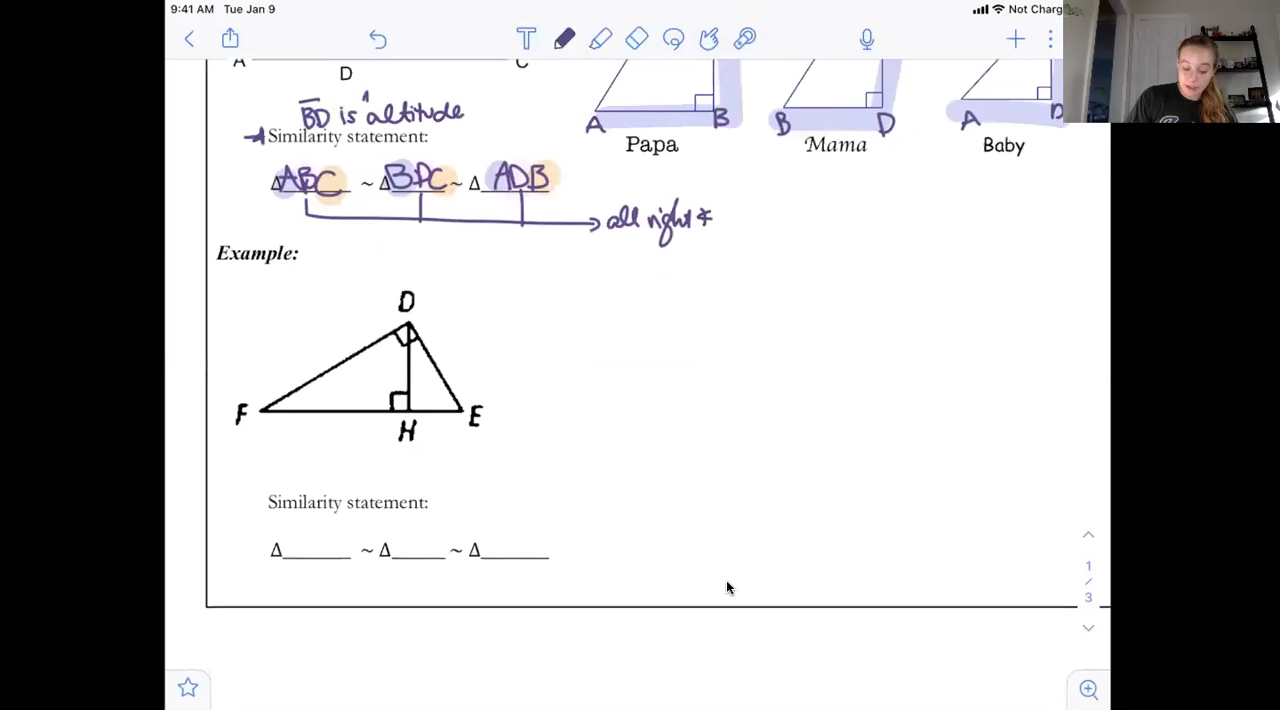 9:41 AM Tue Jan 9
Not Charg
T
A
D
C
BD is ^ altitude
Similarity statement:
ΔABC ~ ΔBDC ~ ΔADB
all right ∡
A B
Papa
B D
Mama
A D
Baby
Example:
D
F
H
E
Similarity statement:
Δ_______ ~ Δ_____ ~ Δ_______
1
/
3